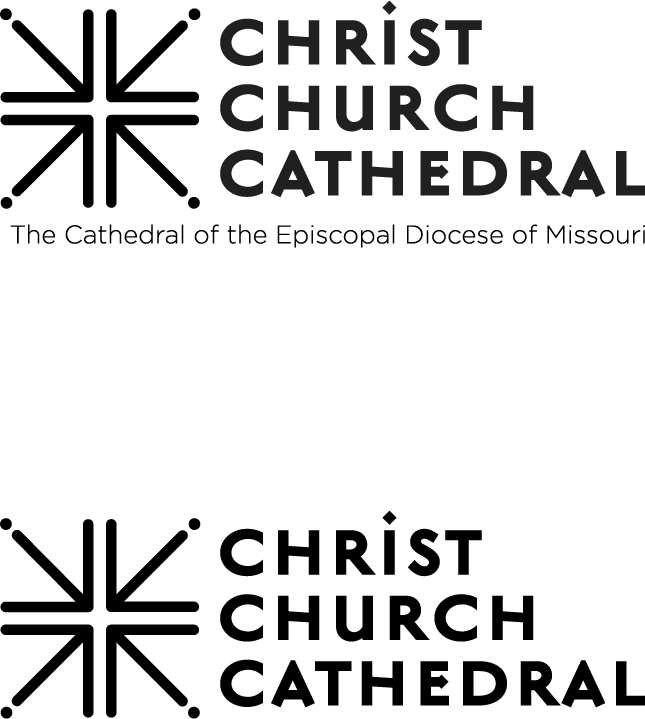 CHRiST
CHURCH
CATHEDRAL
The Cathedral of the Episcopal Diocese of Missouri
CHRiST
CHURCH
CATHEDRAL